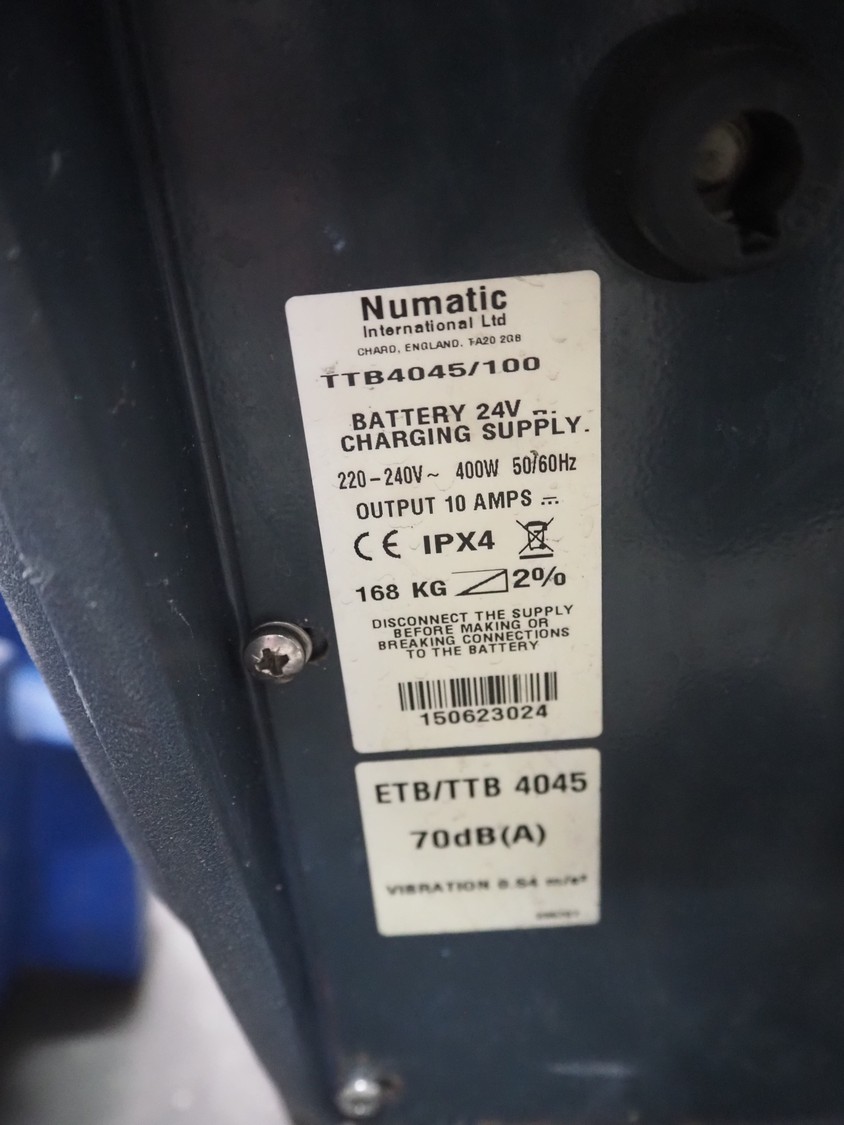 Numatic
International Ltd
CHARD, ENGLAND. TA20 2GB
TTB4045/100
BATTERY 24V ⎓
CHARGING SUPPLY.
220-240V~ 400W 50/60Hz
OUTPUT 10 AMPS ⎓
CE IPX4
168 KG 2%
DISCONNECT THE SUPPLY
BEFORE MAKING OR
BREAKING CONNECTIONS
TO THE BATTERY
150623024
ETB/TTB 4045
70dB(A)
VIBRATION m/s²